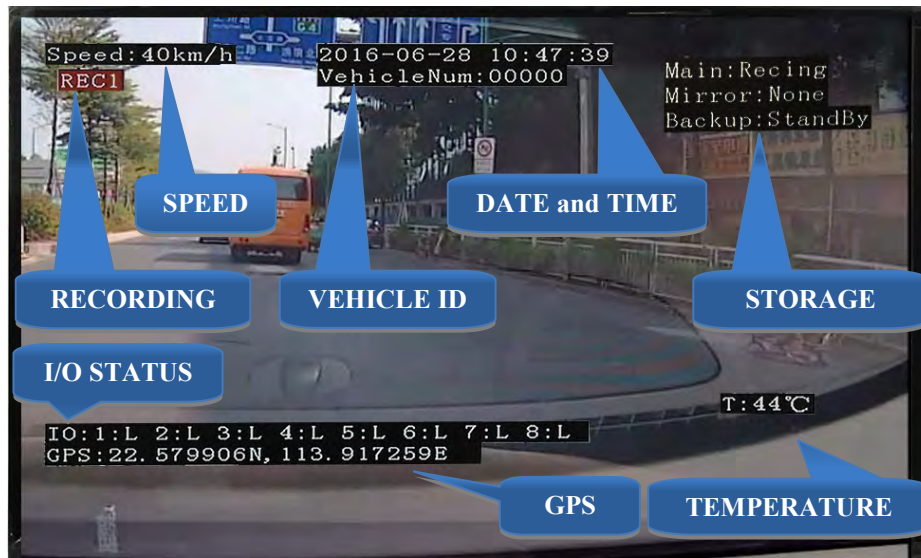 Speed:40km/h
2016-06-28 10:47:39
REC1
VehicleNum:00000
Main:Recing
Mirror:None
Backup:StandBy
G4
SPEED
DATE and TIME
RECORDING
VEHICLE ID
STORAGE
I/O STATUS
T:44℃
IO:1:L 2:L 3:L 4:L 5:L 6:L 7:L 8:L
GPS:22.579906N,113.917259E
GPS
TEMPERATURE